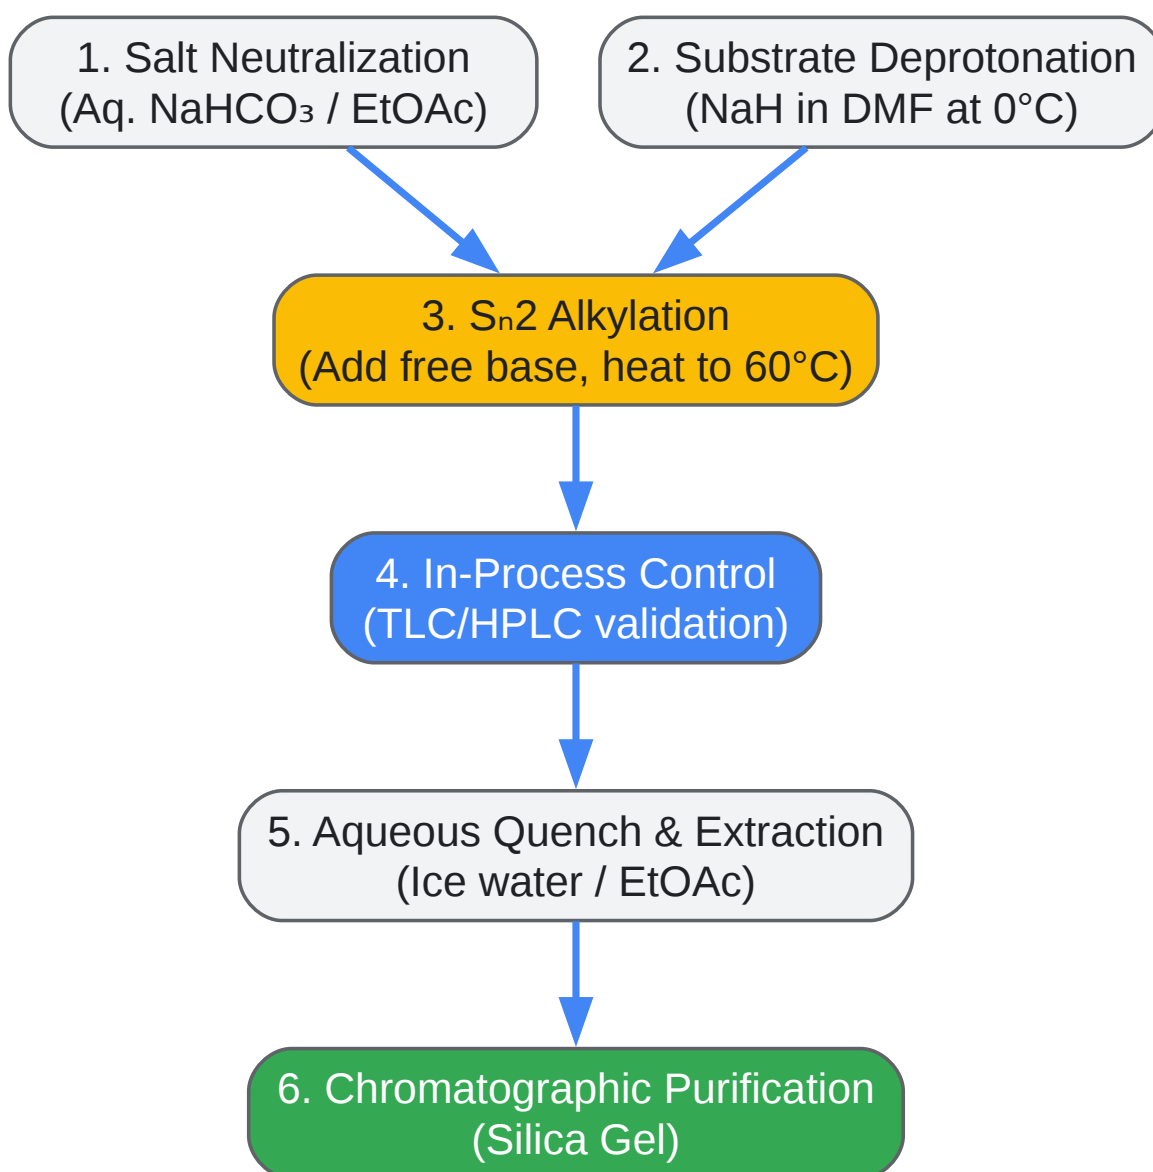 1. Salt Neutralization
(Aq. NaHCO₃ / EtOAc)
2. Substrate Deprotonation
(NaH in DMF at 0°C)
3. Sₙ2 Alkylation
(Add free base, heat to 60°C)
4. In-Process Control
(TLC/HPLC validation)
5. Aqueous Quench & Extraction
(Ice water / EtOAc)
6. Chromatographic Purification
(Silica Gel)